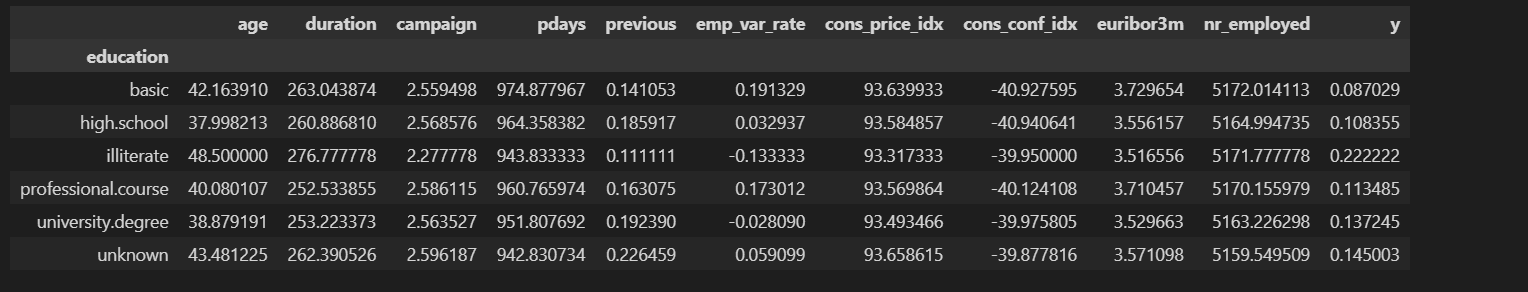 age duration campaign pdays previous emp_var_rate cons_price_idx cons_conf_idx euribor3m nr_employed y
education
basic 42.163910 263.043874 2.559498 974.877967 0.141053 0.191329 93.639933 -40.927595 3.729654 5172.014113 0.087029
high.school 37.998213 260.886810 2.568576 964.358382 0.185917 0.032937 93.584857 -40.940641 3.556157 5164.994735 0.108355
illiterate 48.500000 276.777778 2.277778 943.833333 0.111111 -0.133333 93.317333 -39.950000 3.516556 5171.777778 0.222222
professional.course 40.080107 252.533855 2.586115 960.765974 0.163075 0.173012 93.569864 -40.124108 3.710457 5170.155979 0.113485
university.degree 38.879191 253.223373 2.563527 951.807692 0.192390 -0.028090 93.493466 -39.975805 3.529663 5163.226298 0.137245
unknown 43.481225 262.390526 2.596187 942.830734 0.226459 0.059099 93.658615 -39.877816 3.571098 5159.549509 0.145003